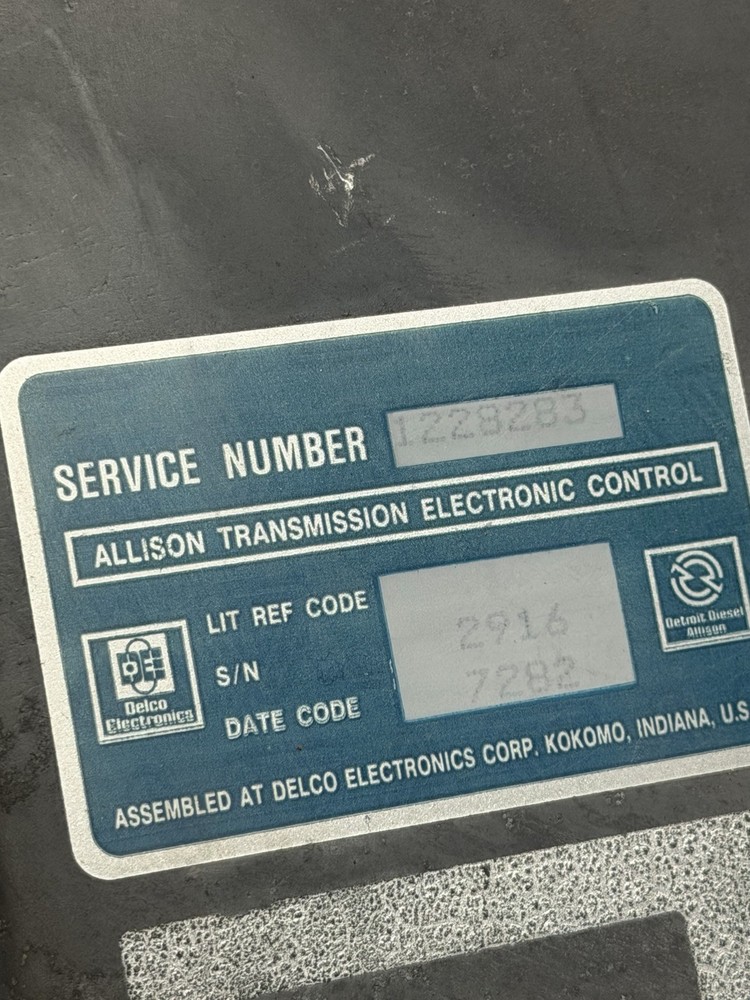 SERVICE NUMBER 1228283
ALLISON TRANSMISSION ELECTRONIC CONTROL
LIT REF CODE
S/N 2916
DATE CODE 7282
DE
Delco
Electronics
Detroit Diesel
Allison
ASSEMBLED AT DELCO ELECTRONICS CORP. KOKOMO, INDIANA, U.S